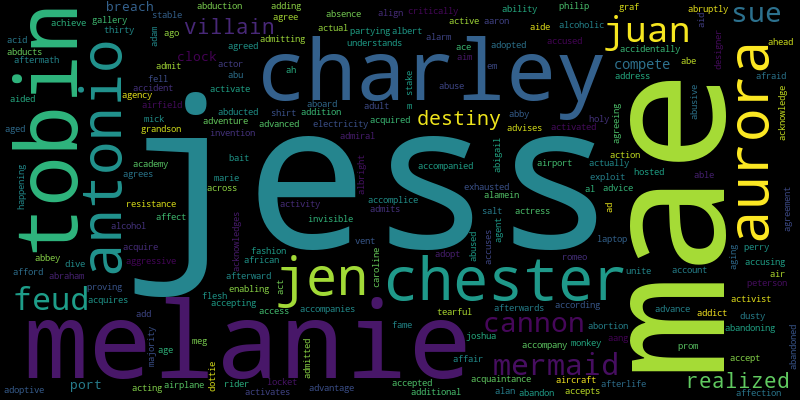 achieve gallery abduction adding ability philip graf abruptly
stable agree absence align critically active aaron
thirty adam ago villain admitting actual partying albert aide alcoholic juan sue
breach
acid agreed alarm ace adopted accused aid designer ahead
abducts clock understands aim accidentally compete
aftermath admit actor ah charley em stake abe afraid
accident fell abu activate abuse address
aided agency abducted aboard adult m abby holy
aged mick adventure shirt addition acquired destiny activated agreeing abusive acknowledge
tobin antonio grandson invention advanced electricity admiral advises action aurora
academy bait abigail airport actually hosted able
happening agrees marie albright accompanied exploit
across jess exhausted al advice mae
resistance activity accomplice alamein
affect invisible admits salt actress ad agreement
alcohol acknowledges accuses agent laptop
abbey acquire fashion vent abused romeo aging perry
afford dive aggressive african adopt unite account accusing
abraham afterward jen caroline chester air
proving enabling act peterson
feud acquires flesh accepting accompanies afterwards according advance activist
add access tearful cannon abortion addict dusty
melanie majority meg fame joshua monkey aang abandoning
age admitted affair accompany prom accept abandoned
port dottie mermaid
adoptive acting airplane rider locket accepted acquaintance aircraft afterlife realized
activates advantage additional alan abandon accepts affection